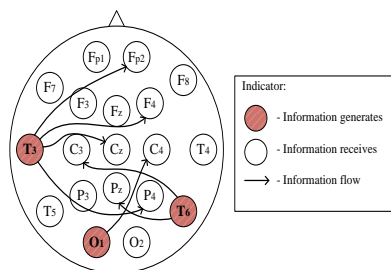 Fp1 Fp2
F7 F3 Fz F4 F8
T3 C3 Cz C4 T4
T5 P3 Pz P4 T6
O1 O2
Indicator:
- Information generates
- Information receives
- Information flow